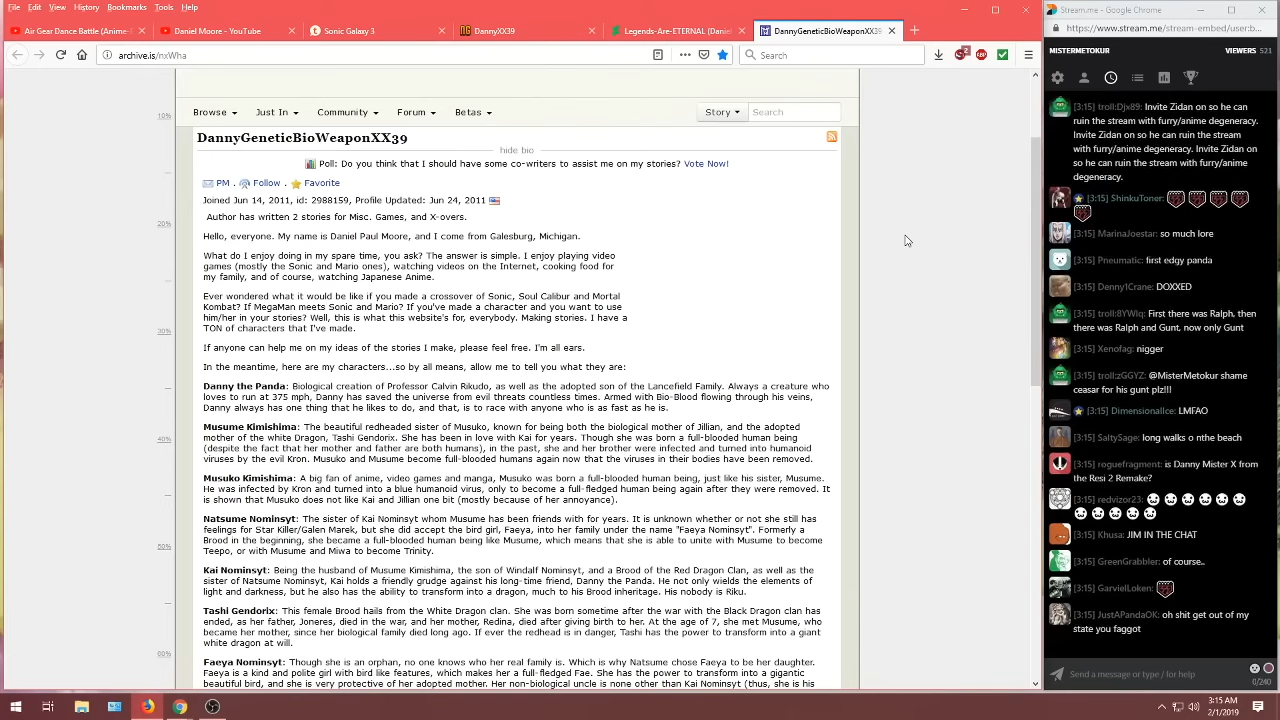 File Edit View History Bookmarks Tools Help
Air Gear Dance Battle (Anime-
Daniel Moore - YouTube
Sonic Galaxy 3
DannyXX39
Legends-Are-ETERNAL (Daniel
DannyGeneticBioWeaponXX39
archive.is/nxWha
Search
Browse Just In Community Forum Betas Story Search
DannyGeneticBioWeaponXX39
hide bio
Poll: Do you think that I should have some co-writers to assist me on my stories? Vote Now!
PM . Follow . Favorite
Joined Jun 14, 2011, id: 2988159, Profile Updated: Jun 24, 2011
Author has written 2 stories for Misc. Games, and X-overs.
Hello, everyone. My name is Daniel Paul Moore, and I come from Galesburg, Michigan.
What do I enjoy doing in my sparetime, you ask? The answer is simple. I enjoy playing video
games (mostly the Sonic and Mario ones), watching videos on the Internet, cooking food for
my family, and of course, watching Japanese Anime.
Ever wondered what it would be like if you made a crossover of Sonic, Soul Calibur and Mortal
Kombat? If MegaMan meets Sonic and Mario? If you've made a character and you want to use
him/her in your stories? Well, this is what this website's for, everybody. Making stories. I have a
TON of characters that I've made.
If anyone can help me on my ideas of the stories I make, please feel free. I'm all ears.
In the meantime, here are my characters...so by all means, allow me to tell you what they are:
Danny the Panda: Biological creation of Professor Calvin Rikudo, as well as the adopted son of the Lancefield Family. Always a creature who
loves to run at 375 mph, Danny has saved the universe from evil threats countless times. Armed with Bio-Blood flowing through his veins,
Danny always has one thing that he likes to do, and that, is to race with anyone who is as fast as he is.
Musume Kimishima: The beautiful redheaded sister of Musuko, known for being both the biological mother of Jillian, and the adopted
mother of the white Dragon, Tashi Gendorix. She has been in love with Kai for years. Though she was born a full-blooded human being
(despite the fact that her mother and father are both humans), in the past, she and her brother were infected and turned into humanoid
viruses by the evil Kron. Musuko and Musume become full-blooded humans again now that the viruses in their bodies have been removed.
Musuko Kimishima: A big fan of anime, video games and manga, Musuko was born a full-blooded human being, just like his sister, Musume.
He was infected by Kron and turned into a blue humanoid virus, only to become a full-fledged human being again after they were removed. It
is shown that Musuko does not like Kai and Jillian one bit (mostly because of her annoyance).
Natsume Nominsyt: The sister of Kai Nominsyt whom Musume has been friends with for years. It is unknown whether or not she still has
feelings for Star Killer/Galen Marek, but she did accept the bird girl, Faeya, into her family under the name "Faeya Nominsyt". Formerly a
Brood in the beginning, she became a full-blooded human being like Musume, which means that she is able to unite with Musume to become
Teepo, or with Musume and Miwa to become Trinity.
Kai Nominsyt: Being the husband of Musume Kimishima, the son of Windalf Nominsyt, and a Brood of the Red Dragon Clan, as well as the
sister of Natsume Nominsyt, Kai holds a friendly grudge against his long-time friend, Danny the Panda. He not only wields the elements of
light and darkness, but he also has the ability to transform into a dragon, much to his Brood inheritage. His nobody is Riku.
Tashi Gendorix: This female Brood hails from the White Dragon clan. She was born sometime after the war with the Black Dragon clan has
ended, as her father, Joneres, died in the process, and her mother, Redina, died after giving birth to her. At the age of 7, she met Musume, who
became her mother, since her biological family died long ago. If ever the redhead is in danger, Tashi has the power to transform into a giant
white dragon at will.
Faeya Nominsyt: Though she is an orphan, no one knows who her real family is. Which is why Natsume chose Faeya to be her daughter.
Faeya is a kind and polite girl with bird like features, which makes her a full-fledged Fae. She has the power to transform into a gigantic
beautiful bird, and she is very protective of her adopted mother. Her non-biological uncle is none other than Kai Nominsyt (thus, she is his
10%
20%
30%
40%
50%
60%
Stream.me - Google Chrome
https://www.stream.me/stream-embed/user:b...
MISTERMETOKUR VIEWERS 521
[3:15] troll:Djx89: Invite Zidan on so he can
ruin the stream with furry/anime degeneracy.
Invite Zidan on so he can ruin the stream
with furry/anime degeneracy. Invite Zidan on
so he can ruin the stream with furry/anime
degeneracy.
[3:15] ShinkuToner:
[3:15] MarinaJoestar: so much lore
[3:15] Pneumatic: first edgy panda
[3:15] Denny1Crane: DOXXED
[3:15] troll:8YWlq: First there was Ralph, then
there was Ralph and Gunt, now only Gunt
[3:15] Xenofag: nigger
[3:15] troll:zGGYZ: @MisterMetokur shame
ceasar for his gunt plz!!!
[3:15] DimensionalIce: LMFAO
[3:15] SaltySage: long walks o nthe beach
[3:15] roguefragment: is Danny Mister X from
the Resi 2 Remake?
[3:15] redvizor23:
[3:15] Khusa: JIM IN THE CHAT
[3:15] GreenGrabbler: of course..
[3:15] GarvielLoken:
[3:15] JustAPandaOK: oh shit get out of my
state you faggot
Send a message or type / for help
0/240
3:15 AM
2/21/2019